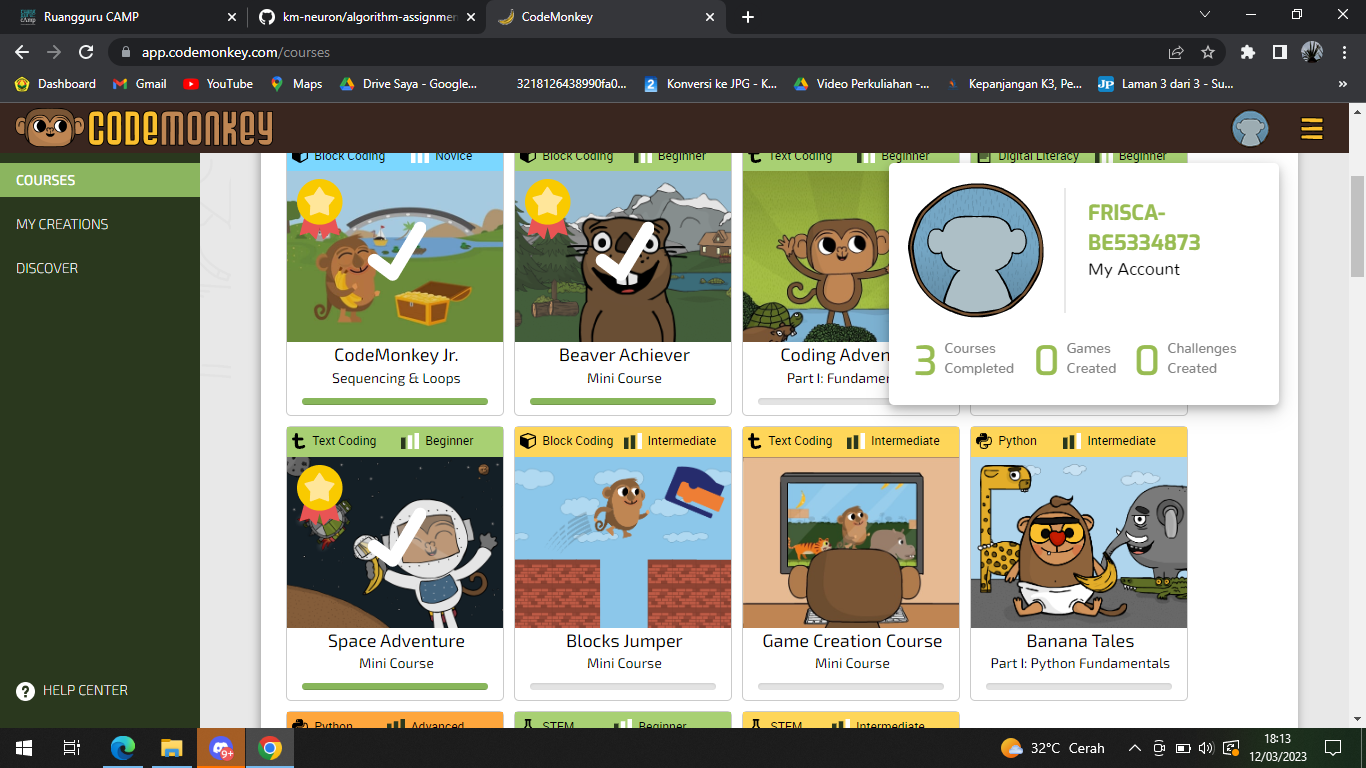 Ruangguru CAMP
km-neuron/algorithm-assignmen
CodeMonkey
app.codemonkey.com/courses
Dashboard
Gmail
YouTube
Maps
Drive Saya - Google...
3218126438990fa0...
Konversi ke JPG - K...
Video Perkuliahan -...
Kepanjangan K3, Pe...
JP Laman 3 dari 3 - Su...
»
CODEMONKEY
COURSES
MY CREATIONS
DISCOVER
HELP CENTER
Block Coding Novice
CodeMonkey Jr.
Sequencing & Loops
Block Coding Beginner
Beaver Achiever
Mini Course
Text Coding Beginner
Coding Adven
Part I: Fundamer
Digital Literacy Beginner
FRISCA-
BE5334873
My Account
3 Courses
Completed
0 Games
Created
0 Challenges
Created
Text Coding Beginner
Space Adventure
Mini Course
Block Coding Intermediate
Blocks Jumper
Mini Course
Text Coding Intermediate
Game Creation Course
Mini Course
Python Intermediate
Banana Tales
Part I: Python Fundamentals
Python Advanced
STEM Beginner
STEM Intermediate
9+
32°C Cerah
18:13
12/03/2023